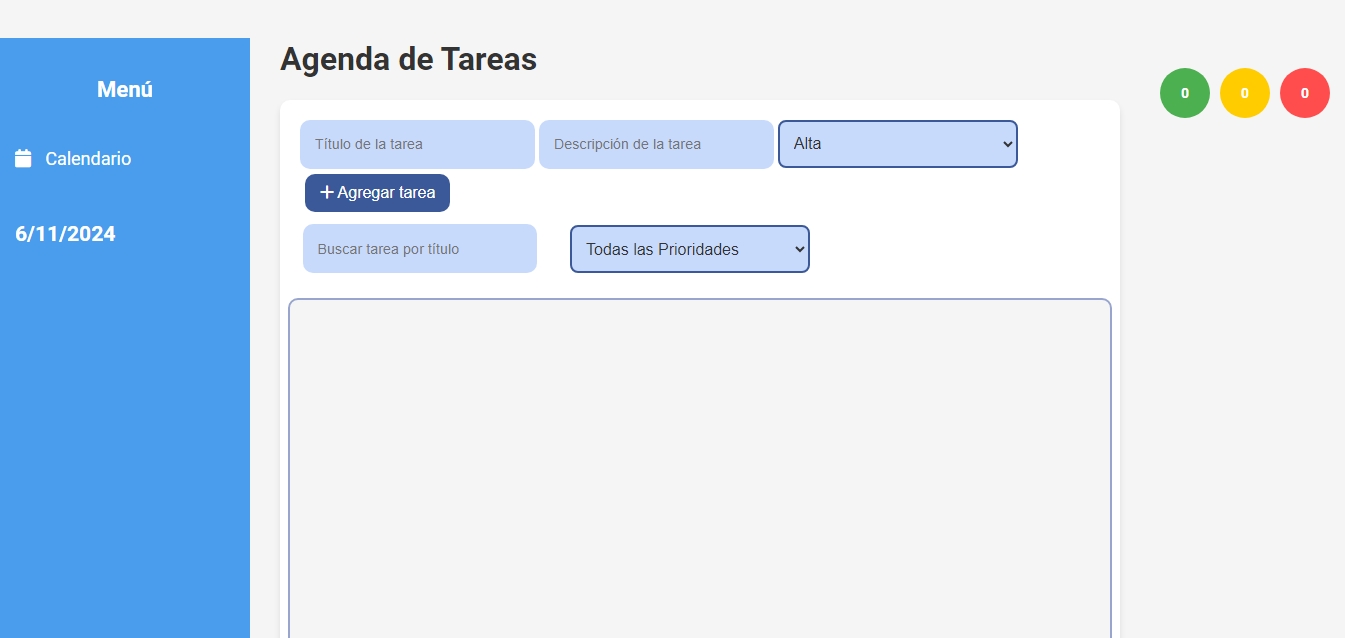 Menú
Calendario
6/11/2024
Agenda de Tareas
0 0 0
Título de la tarea Descripción de la tarea Alta
+ Agregar tarea
Buscar tarea por título Todas las Prioridades